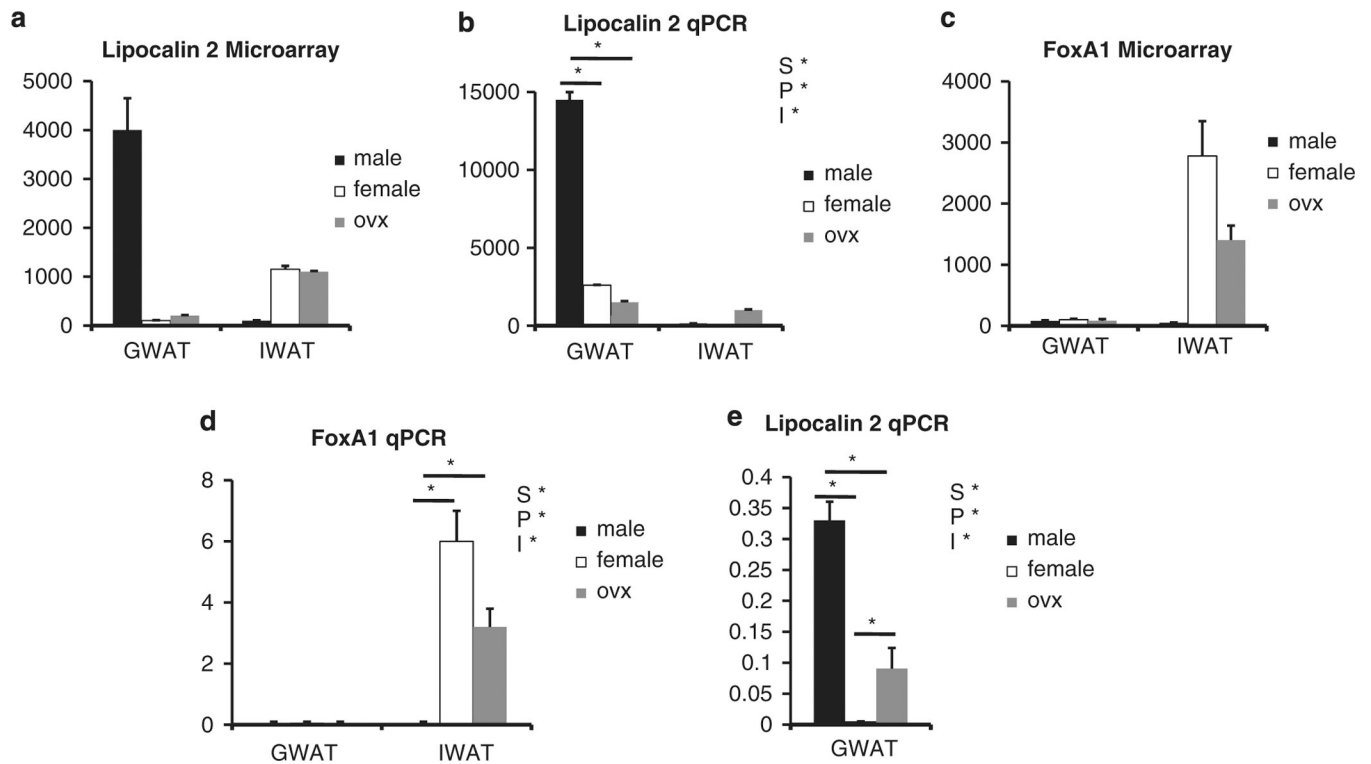 a
Lipocalin 2 Microarray
5000
4000
3000
2000
1000
0
GWAT
IWAT
male
female
ovx
b
Lipocalin 2 qPCR
*
*
S *
P *
I *
15000
10000
5000
0
GWAT
IWAT
male
female
ovx
c
FoxA1 Microarray
4000
3000
2000
1000
0
GWAT
IWAT
male
female
ovx
d
FoxA1 qPCR
*
*
S *
P *
I *
8
6
4
2
0
GWAT
IWAT
male
female
ovx
e
Lipocalin 2 qPCR
*
*
*
S *
P *
I *
0.4
0.35
0.3
0.25
0.2
0.15
0.1
0.05
0
GWAT
male
female
ovx